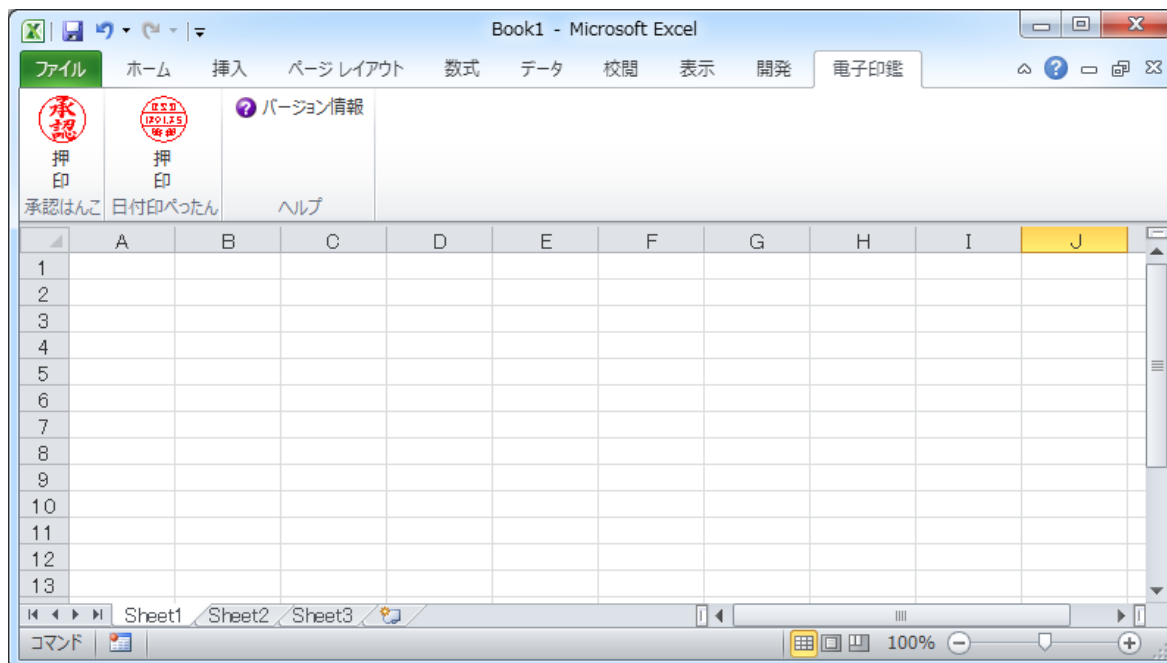 Book1 - Microsoft Excel
ファイル ホーム 挿入 ページ レイアウト 数式 データ 校閲 表示 開発 電子印鑑
承認
押印
承認はんこ
押印
日付印ぺったん
バージョン情報
ヘルプ
A B C D E F G H I J
1
2
3
4
5
6
7
8
9
10
11
12
13
Sheet1 Sheet2 Sheet3
コマンド 100%